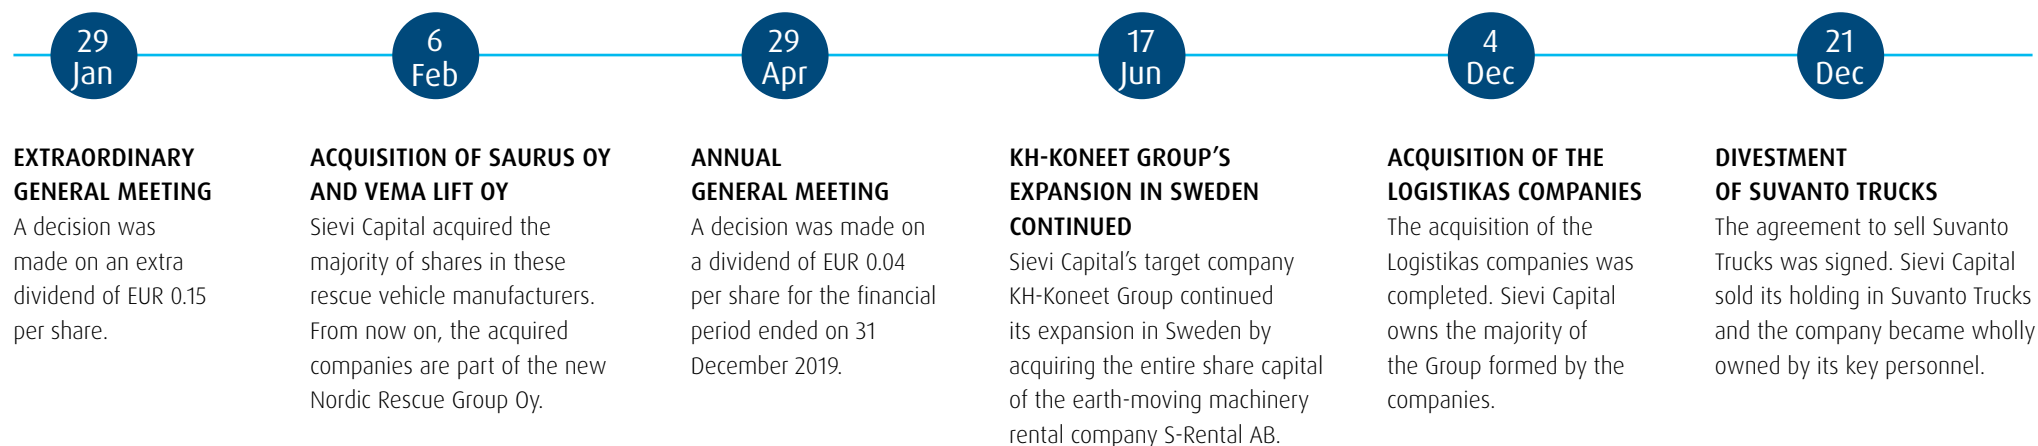 29
Jan
EXTRAORDINARY
GENERAL MEETING
A decision was
made on an extra
dividend of EUR 0.15
per share.
6
Feb
ACQUISITION OF SAURUS OY
AND VEMA LIFT OY
Sievi Capital acquired the
majority of shares in these
rescue vehicle manufacturers.
From now on, the acquired
companies are part of the new
Nordic Rescue Group Oy.
29
Apr
ANNUAL
GENERAL MEETING
A decision was made on
a dividend of EUR 0.04
per share for the financial
period ended on 31
December 2019.
17
Jun
KH-KONEET GROUP'S
EXPANSION IN SWEDEN
CONTINUED
Sievi Capital's target company
KH-Koneet Group continued
its expansion in Sweden by
acquiring the entire share capital
of the earth-moving machinery
rental company S-Rental AB.
4
Dec
ACQUISITION OF THE
LOGISTIKAS COMPANIES
The acquisition of the
Logistikas companies was
completed. Sievi Capital
owns the majority of
the Group formed by the
companies.
21
Dec
DIVESTMENT
OF SUVANTO TRUCKS
The agreement to sell Suvanto
Trucks was signed. Sievi Capital
sold its holding in Suvanto Trucks
and the company became wholly
owned by its key personnel.